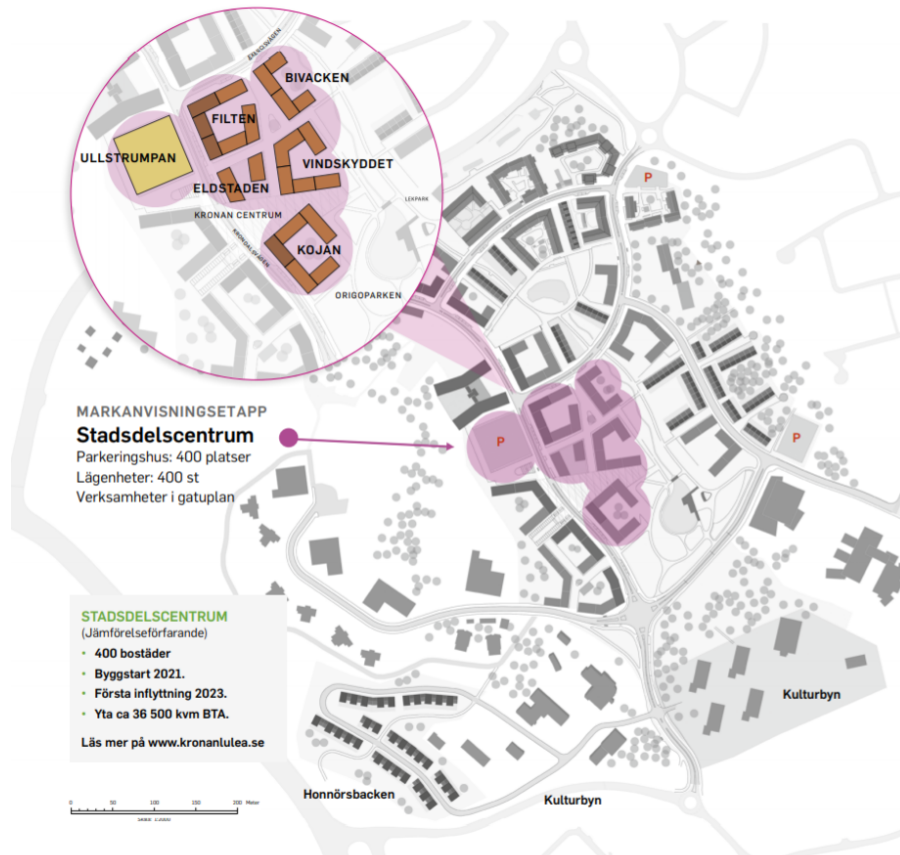 BIVACKEN
FILTEN
ULLSTRUMPAN
VINDSKYDDET
ELDSTADEN
LEKPARK
KRONAN CENTRUM
KRONDALSVÄGEN
KOJAN
ORIGOPARKEN
P
MARKANVISNINGSETAPP
Stadsdelscentrum
Parkeringshus: 400 platser
Lägenheter: 400 st
Verksamheter i gatuplan
P
P
STADSDELSCENTRUM
(Jämförelseförfarande)
• 400 bostäder
• Byggstart 2021.
• Första inflyttning 2023.
• Yta ca 36 500 kvm BTA.
Läs mer på www.kronanlulea.se
Kulturbyn
Honnörsbacken
Kulturbyn
0 50 100 150 200 Meter